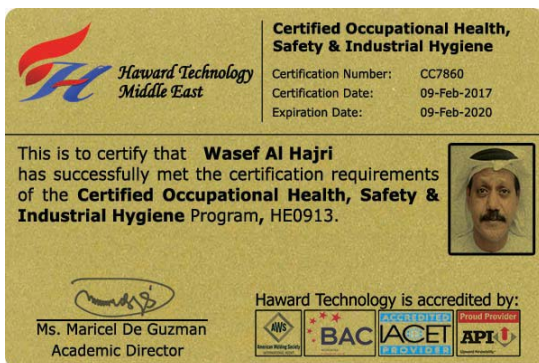 Haward Technology
Middle East
Certified Occupational Health,
Safety & Industrial Hygiene
Certification Number: CC7860
Certification Date: 09-Feb-2017
Expiration Date: 09-Feb-2020
This is to certify that Wasef Al Hajri
has successfully met the certification requirements
of the Certified Occupational Health, Safety &
Industrial Hygiene Program, HE0913.
Ms. Maricel De Guzman
Academic Director
Haward Technology is accredited by:
AWS
American Welding Society
BAC
ACCREDITED
IACET
PROVIDER
Proud Provider
API